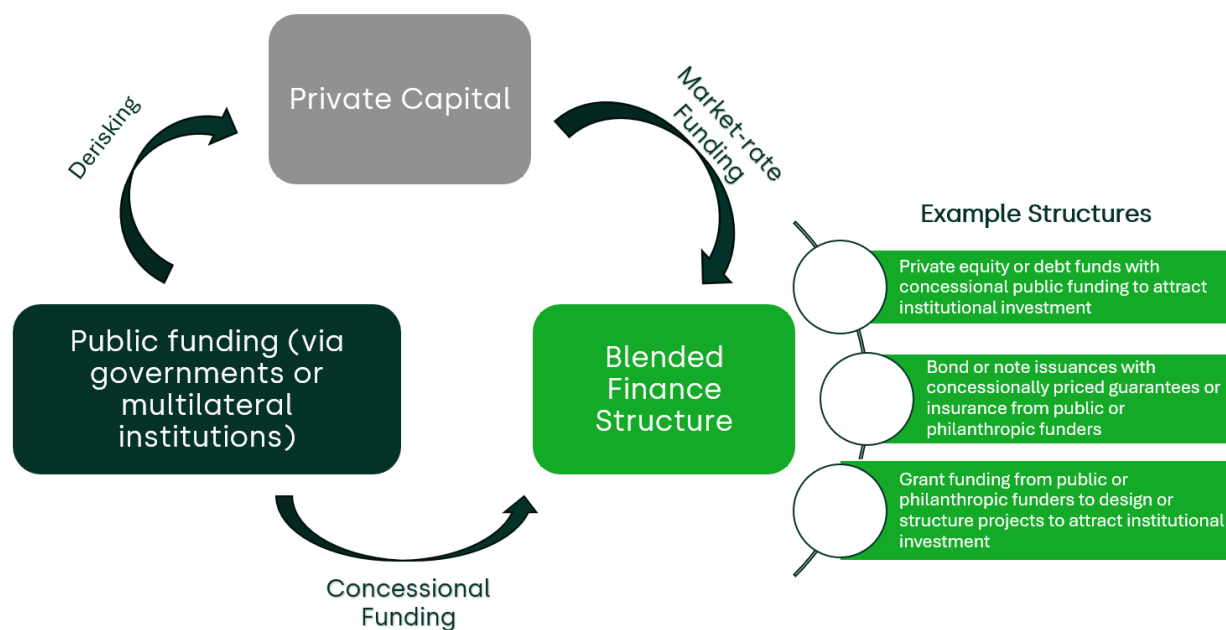 Private Capital
Derisking
Market-rate
Funding
Public funding (via
governments or
multilateral
institutions)
Blended
Finance
Structure
Concessional
Funding
Example Structures
Private equity or debt funds with
concessional public funding to attract
institutional investment
Bond or note issuances with
concessionally priced guarantees or
insurance from public or
philanthropic funders
Grant funding from public or
philanthropic funders to design or
structure projects to attract institutional
investment